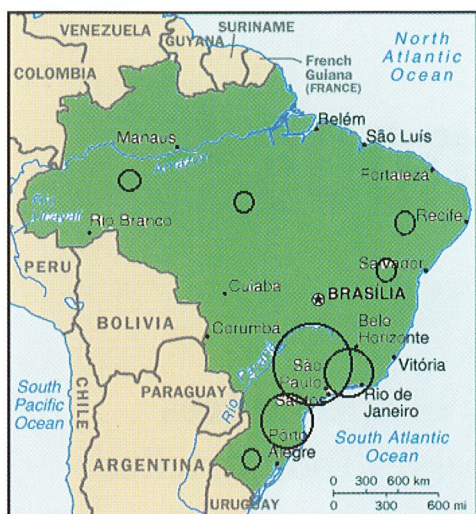 VENEZUELA
SURINAME
GUYANA
French
Guiana
(FRANCE)
North
Atlantic
Ocean
COLOMBIA
Belém
Manaus
São Luís
Amazon
Fortaleza
Rio
Ucayali
Rio Branco
Recife
PERU
Salvador
Cuiaba
BRASÍLIA
BOLIVIA
Corumba
Belo
Horizonte
São
Paulo
Vitória
Santos
Rio de
Janeiro
Rio Paraná
PARAGUAY
South
Pacific
Ocean
CHILE
Pôrto
Alegre
South Atlantic
Ocean
ARGENTINA
URUGUAY
0 300 600 km
0 300 600 mi